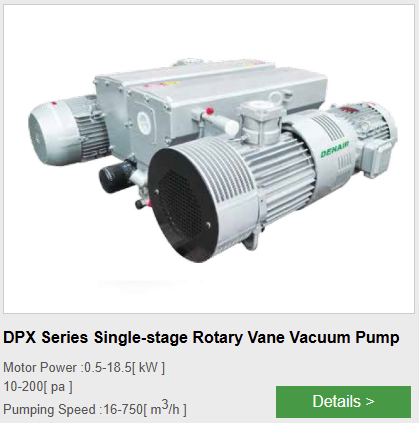 DENAIR
DPX Series Single-stage Rotary Vane Vacuum Pump
Motor Power :0.5-18.5[ kW ]
10-200[ pa ]
Pumping Speed :16-750[ m³/h ]
Details >